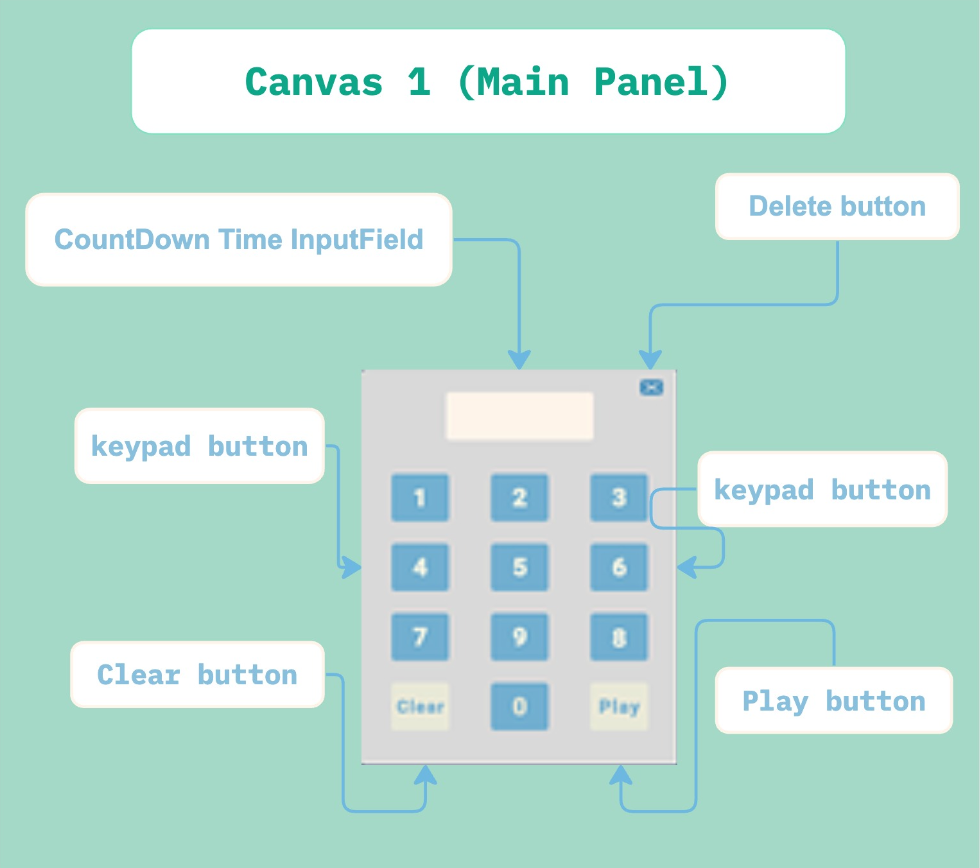 Canvas 1 (Main Panel)
Delete button
CountDown Time InputField
keypad button
keypad button
1 2 3
4 5 6
7 9 8
Clear 0 Play
Clear button
Play button